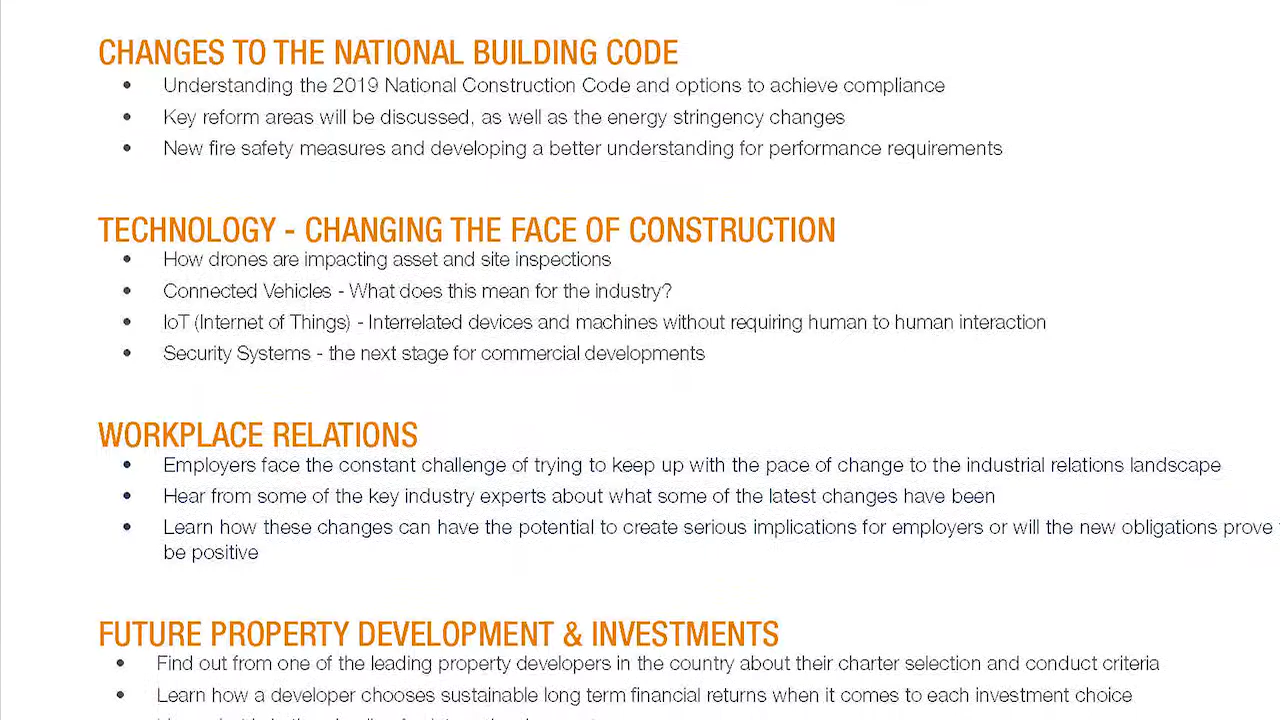 CHANGES TO THE NATIONAL BUILDING CODE
• Understanding the 2019 National Construction Code and options to achieve compliance
• Key reform areas will be discussed, as well as the energy stringency changes
• New fire safety measures and developing a better understanding for performance requirements
TECHNOLOGY - CHANGING THE FACE OF CONSTRUCTION
• How drones are impacting asset and site inspections
• Connected Vehicles - What does this mean for the industry?
• IoT (Internet of Things) - Interrelated devices and machines without requiring human to human interaction
• Security Systems - the next stage for commercial developments
WORKPLACE RELATIONS
• Employers face the constant challenge of trying to keep up with the pace of change to the industrial relations landscape
• Hear from some of the key industry experts about what some of the latest changes have been
• Learn how these changes can have the potential to create serious implications for employers or will the new obligations prove
be positive
FUTURE PROPERTY DEVELOPMENT & INVESTMENTS
• Find out from one of the leading property developers in the country about their charter selection and conduct criteria
• Learn how a developer chooses sustainable long term financial returns when it comes to each investment choice